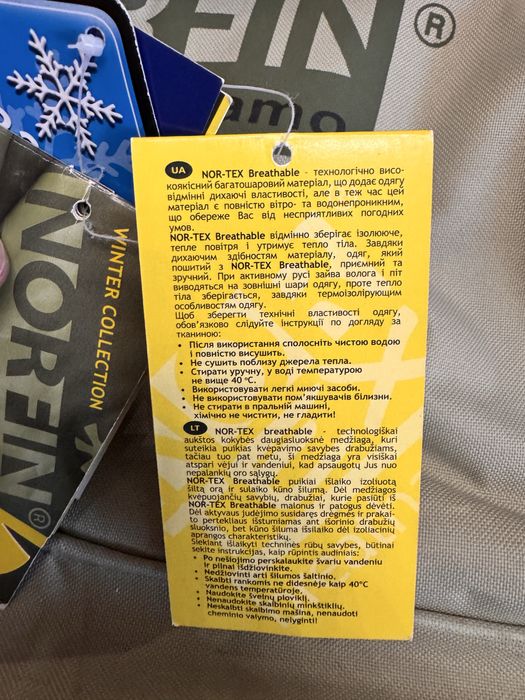 REIN ®
amo
NOREIN ®
WINTER COLLECTION
UA NOR-TEX Breathable - технологічно висо-
коякісний багатошаровий матеріал, що додає одягу
відмінні дихаючі властивості, але в теж час цей
матеріал є повністю вітро- та водонепроникним,
що обереже Вас від несприятливих погодних
умов.
NOR-TEX Breathable відмінно зберігає ізолююче,
тепле повітря і утримує тепло тіла. Завдяки
дихаючим здібностям матеріалу, одяг, який
пошитий з NOR-TEX Breathable, приємний та
зручний. При активному русі зайва волога і піт
виводяться на зовнішні шари одягу, проте тепло
тіла зберігається, завдяки термоізолірующим
особливостям одягу.
Щоб зберегти технічні властивості одягу,
обов'язково слідуйте інструкції по догляду за
тканиною:
• Після використання сполосніть чистою водою
і повністю висушить.
• Не сушить поблизу джерела тепла.
• Стирати уручну, у воді температурою
не вище 40 ºC.
• Використовувати легкі миючі засоби.
• Не використовувати пом'якшувачів білизни.
• Не стирати в пральній машині,
хімічно не чистит, не гладити!
LT NOR-TEX breathable - technologiškai
aukštos kokybės daugiasluoksnė medžiaga, kuri
suteikia puikias kvėpavimo savybes drabužiams,
tačiau tuo pat metu, ši medžiaga yra visiškai
atspari vėjui ir vandeniui, kad apsaugotų Jus nuo
nepalankių oro sąlygų.
NOR-TEX Breathable puikiai išlaiko izoliuotą
šiltą orą ir sulaiko kūno šilumą. Dėl medžiagos
kvėpuojančių savybių, drabužiai, kurie pasiūti iš
NOR-TEX Breathable malonus ir patogus dėvėti.
Dėl aktyvaus judėjimo susidaręs drėgmės ir prakai-
to perteklius išstumiamas ant išorinio drabužių
sluoksnio, bet kūno šiluma išsilaiko dėl izoliacinių
aprangos charakteristikų.
Siekiant išlaikyti techninės rūbų savybes, būtinai
sekite instrukcijas, kaip rūpintis audiniais:
• Po nešiojimo perskalaukite švariu vandeniu
ir pilnai išdžiovinkite.
• Nedžiovinti arti šilumos šaltinio.
• Skalbti rankomis ne didesnėje kaip 40°C
vandens temperatūroje.
• Naudokite švelnų ploviklį.
• Nenaudokite skalbinių minkštiklių.
• Neskalbti skalbimo mašina, nenaudoti
cheminio valymo, nelyginti!